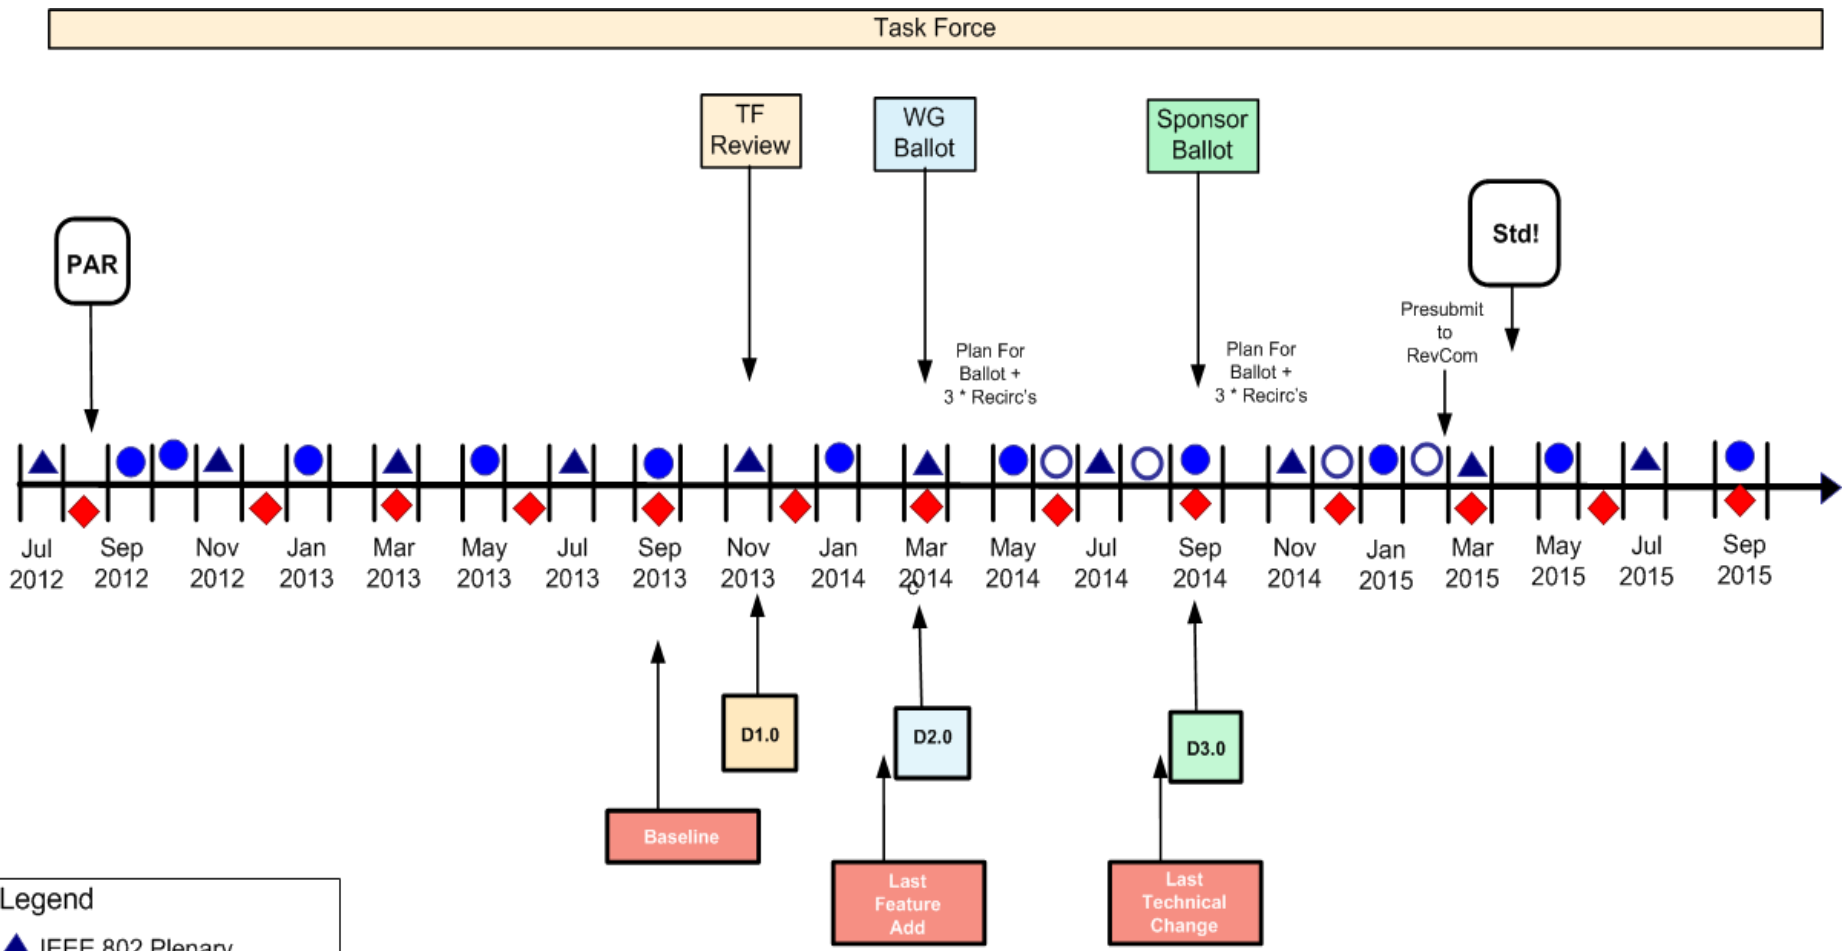 Task Force
TF
Review
WG
Ballot
Sponsor
Ballot
PAR
Std!
Presubmit
to
RevCom
Plan For
Ballot +
3 * Recirc's
Plan For
Ballot +
3 * Recirc's
Jul
2012
Sep
2012
Nov
2012
Jan
2013
Mar
2013
May
2013
Jul
2013
Sep
2013
Nov
2013
Jan
2014
Mar
2014
c
May
2014
Jul
2014
Sep
2014
Nov
2014
Jan
2015
Mar
2015
May
2015
Jul
2015
Sep
2015
D1.0
D2.0
D3.0
Baseline
Last
Feature
Add
Last
Technical
Change
Legend
IEEE 802 Plenary